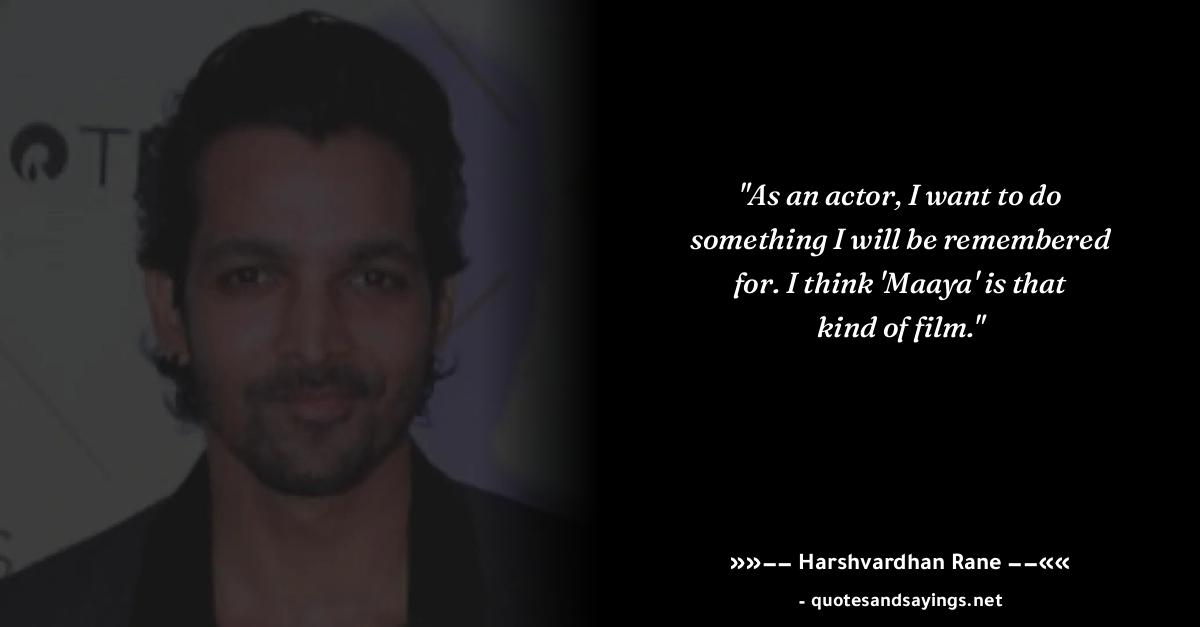 T
"As an actor, I want to do
something I will be remembered
for. I think 'Maaya' is that
kind of film."
»»−− Harshvardhan Rane −−««
- quotesandsayings.net